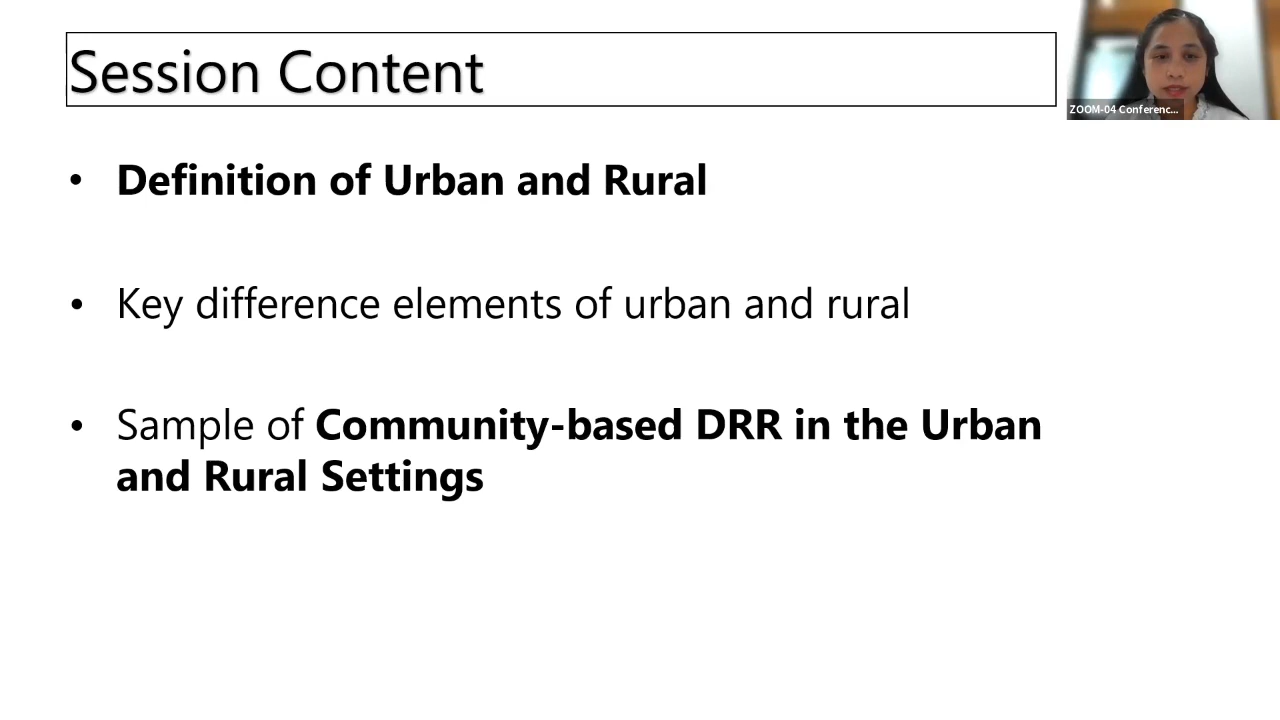 Session Content
ZOOM-04 Conferenc...
• Definition of Urban and Rural
• Key difference elements of urban and rural
• Sample of Community-based DRR in the Urban
and Rural Settings